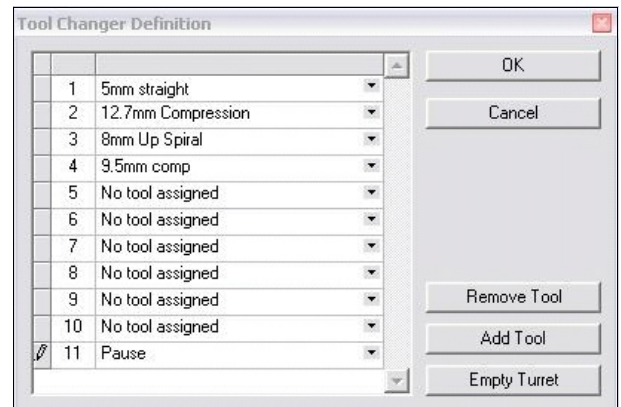 Tool Changer Definition
1 5mm straight
2 12.7mm Compression
3 8mm Up Spiral
4 9.5mm comp
5 No tool assigned
6 No tool assigned
7 No tool assigned
8 No tool assigned
9 No tool assigned
10 No tool assigned
11 Pause
OK
Cancel
Remove Tool
Add Tool
Empty Turret